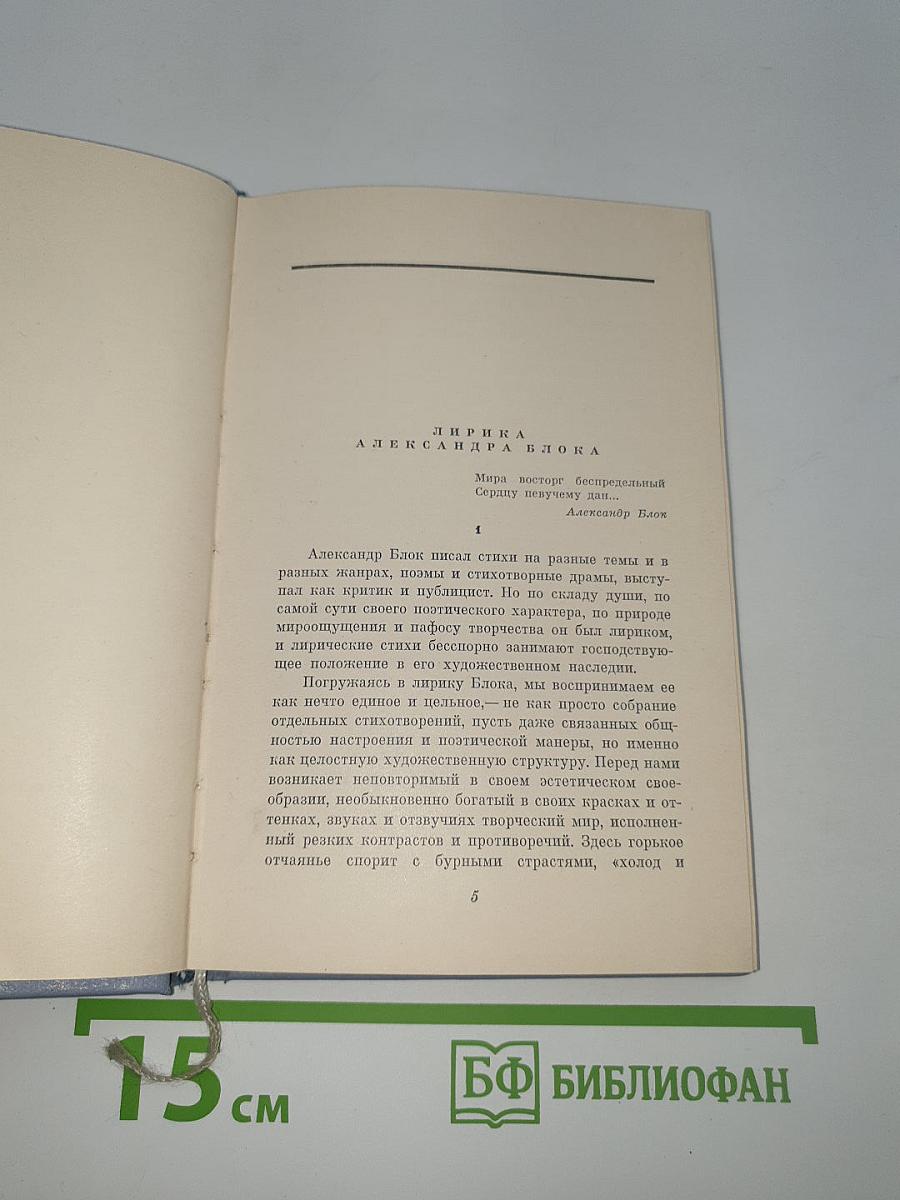 ЛИРИКА
АЛЕКСАНДРА БЛОКА
Мира восторг беспредельный
Сердцу певучему дан...
Александр Блок
1
Александр Блок писал стихи на разные темы и в
разных жанрах, поэмы и стихотворные драмы, высту-
пал как критик и публицист. Но по складу души, по
самой сути своего поэтического характера, по природе
мироощущения и пафосу творчества он был лириком,
и лирические стихи бесспорно занимают господствую-
щее положение в его художественном наследии.
Погружаясь в лирику Блока, мы воспринимаем ее
как нечто единое и цельное,— не как просто собрание
отдельных стихотворений, пусть даже связанных общ-
ностью настроения и поэтической манеры, но именно
как целостную художественную структуру. Перед нами
возникает неповторимый в своем эстетическом свое-
образии, необыкновенно богатый в своих красках и от-
тенках, звуках и отзвучиях творческий мир, исполнен-
ный резких контрастов и противоречий. Здесь горькое
отчаянье спорит с бурными страстями, «холод и
5
15 см
БФ БИБЛИОФАН